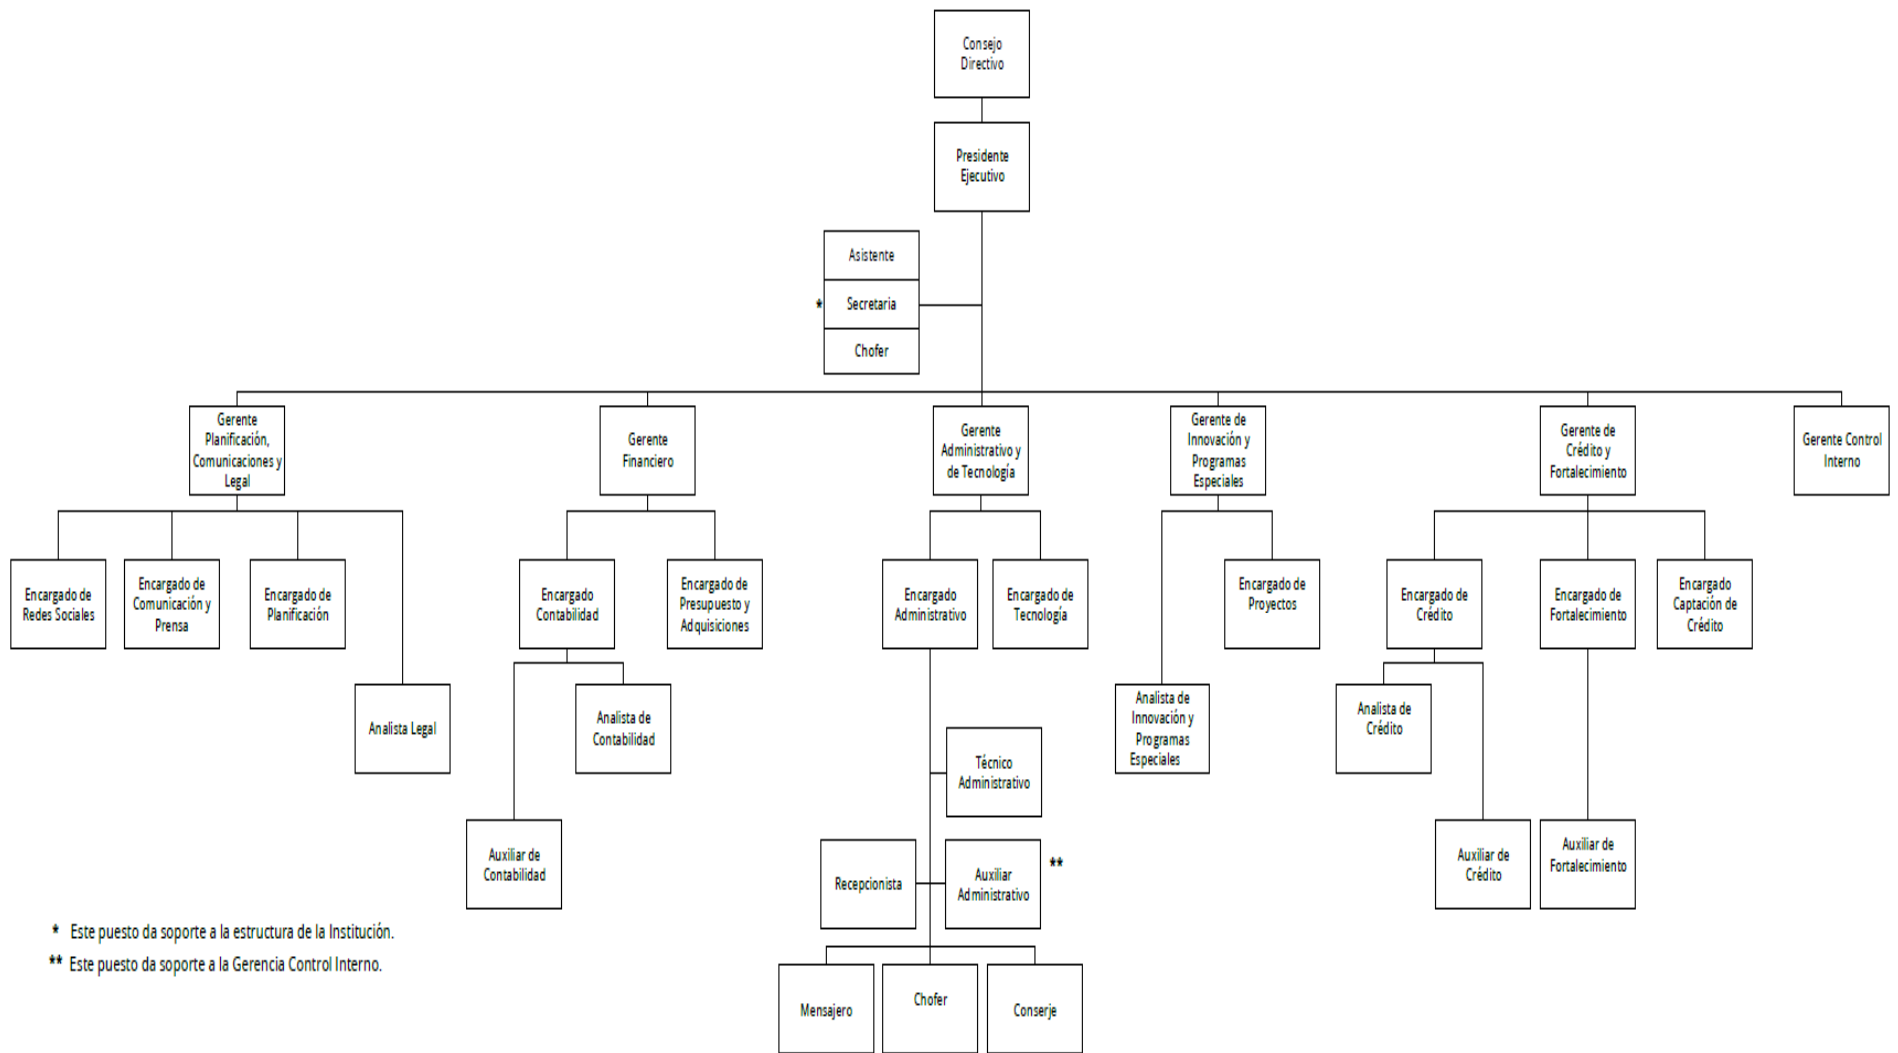 Consejo
Directivo
Presidente
Ejecutivo
Asistente
* Secretaria
Chofer
Gerente
Planificación,
Comunicaciones y
Legal
Gerente
Financiero
Gerente
Administrativo y
de Tecnología
Gerente de
Innovación y
Programas
Especiales
Gerente de
Crédito y
Fortalecimiento
Gerente Control
Interno
Encargado de
Redes Sociales
Encargado de
Comunicación y
Prensa
Encargado de
Planificación
Encargado
Contabilidad
Encargado de
Presupuesto y
Adquisiciones
Encargado
Administrativo
Encargado de
Tecnología
Encargado de
Proyectos
Encargado de
Crédito
Encargado de
Fortalecimiento
Encargado
Captación de
Crédito
Analista Legal
Analista de
Contabilidad
Analista de
Innovación y
Programas
Especiales
Analista de
Crédito
Técnico
Administrativo
Auxiliar de
Contabilidad
Recepcionista
Auxiliar
Administrativo
**
Auxiliar de
Crédito
Auxiliar de
Fortalecimiento
* Este puesto da soporte a la estructura de la Institución.
** Este puesto da soporte a la Gerencia Control Interno.
Mensajero
Chofer
Conserje